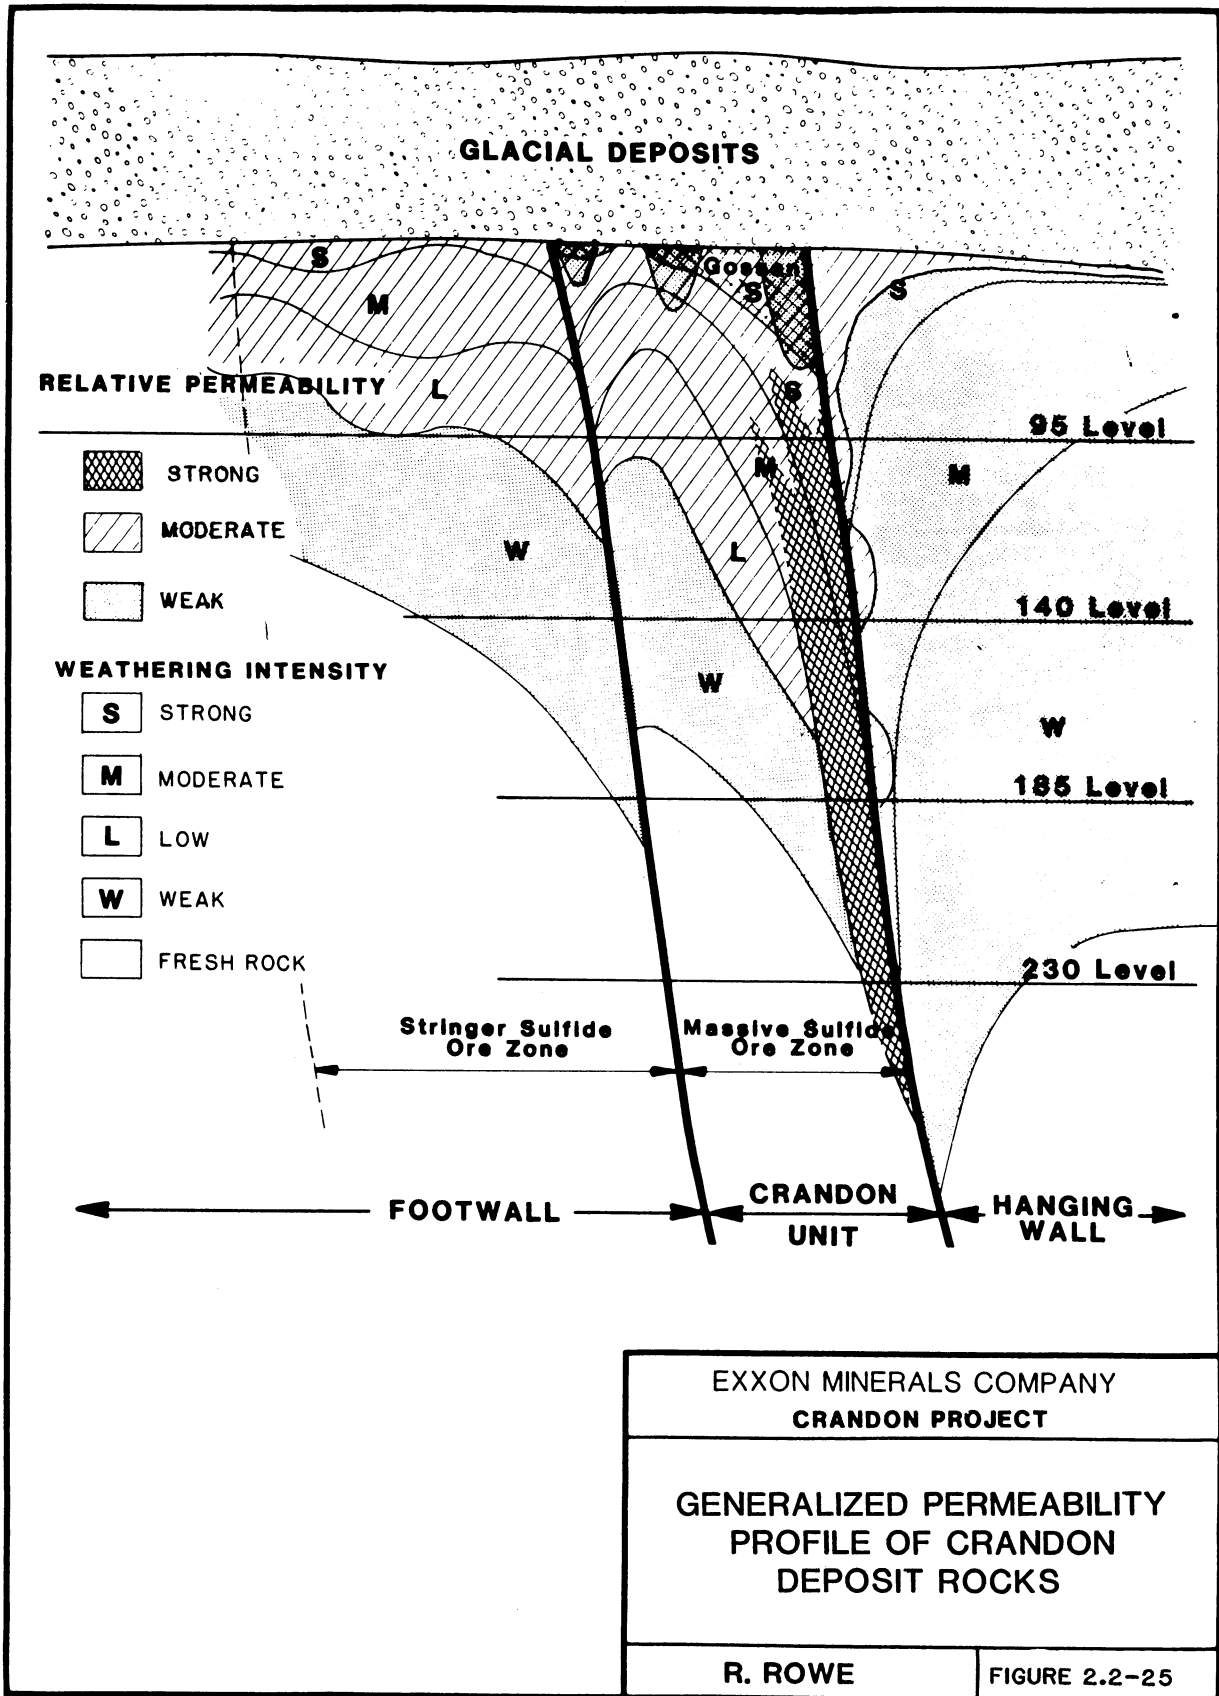 GLACIAL DEPOSITS
S
Gossan
S
S
M
RELATIVE PERMEABILITY
L
S
95 Level
STRONG
M
M
MODERATE
W
L
WEAK
140 Level
WEATHERING INTENSITY
W
S STRONG
W
M MODERATE
185 Level
L LOW
W WEAK
FRESH ROCK
230 Level
Stringer Sulfide
Ore Zone
Massive Sulfide
Ore Zone
FOOTWALL
CRANDON
UNIT
HANGING
WALL
EXXON MINERALS COMPANY
CRANDON PROJECT
GENERALIZED PERMEABILITY
PROFILE OF CRANDON
DEPOSIT ROCKS
R. ROWE
FIGURE 2.2-25